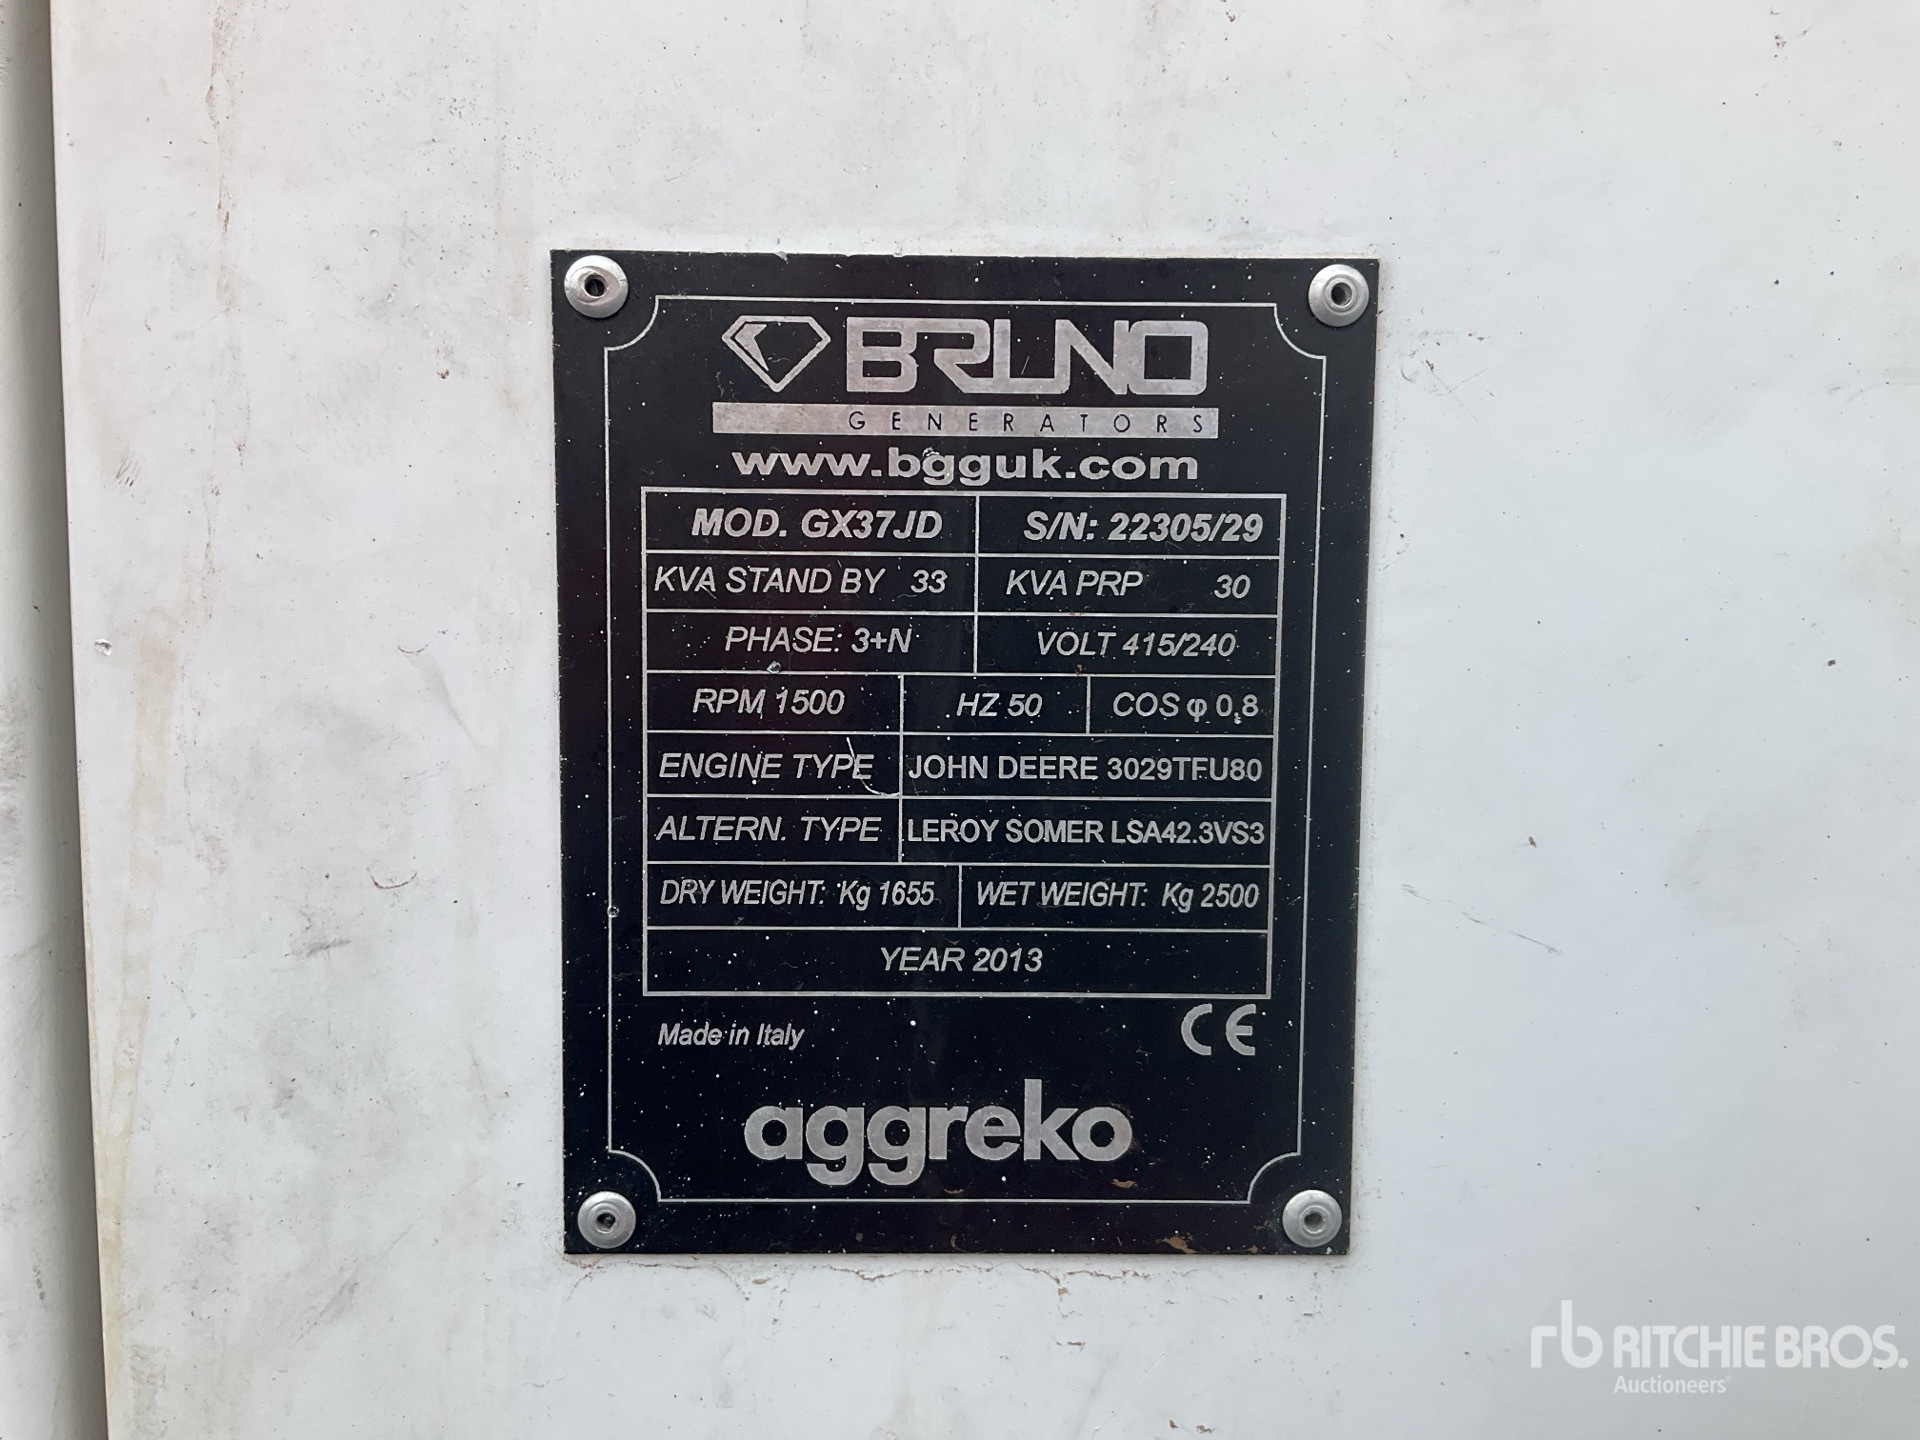 BRUNO
GENERATORS
www.bgguk.com
MOD. GX37JD S/N: 22305/29
KVA STAND BY 33 KVA PRP 30
PHASE: 3+N VOLT 415/240
RPM 1500 HZ 50 COS φ 0,8
ENGINE TYPE JOHN DEERE 3029TFU80
ALTERN. TYPE LEROY SOMER LSA42.3VS3
DRY WEIGHT: Kg 1655 WET WEIGHT: Kg 2500
YEAR 2013
Made in Italy CE
aggreko
rb RITCHIE BROS.
Auctioneers